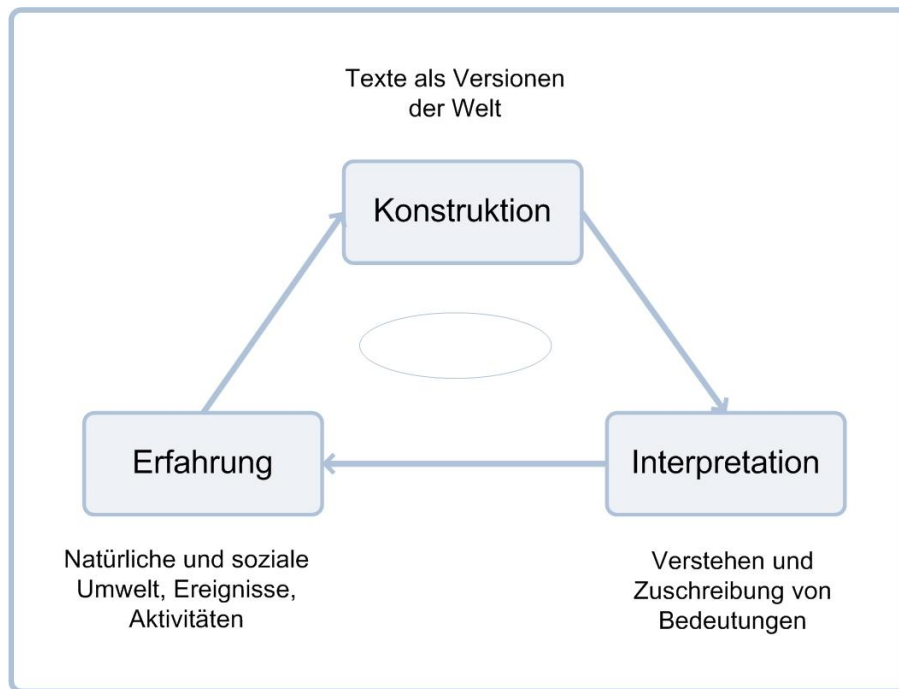 Texte als Versionen
der Welt
Konstruktion
Erfahrung
Interpretation
Natürliche und soziale
Umwelt, Ereignisse,
Aktivitäten
Verstehen und
Zuschreibung von
Bedeutungen